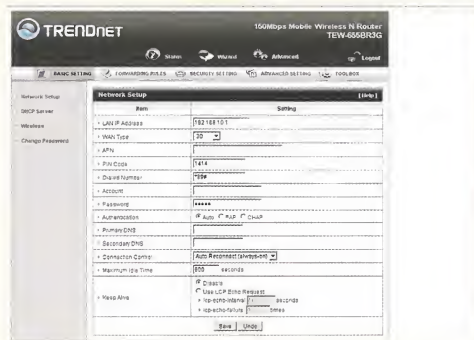 TRENDNET
150Mbps Mobile Wireless N Router
TEW-655BR3G
Status Wizard Advanced Logout
BASIC SETTING FORWARDING RULES SECURITY SETTING ADVANCED SETTING TOOLBOX
Network Setup
DHCP Server
Wireless
Change Password
Network Setup [Help]
Item Setting
LAN IP Address 192.168.10.1
WAN Type 3G
APN
PIN Code 1414
Dialed Number *99#
Account
Password •••••
Authentication Auto PAP CHAP
Primary DNS
Secondary DNS
Connection Control Auto Reconnect (always-on)
Maximum Idle Time 600 seconds
Keep Alive
Disable
Use LCP Echo Request
lcp-echo-interval seconds
lcp-echo-failure times
Save Undo